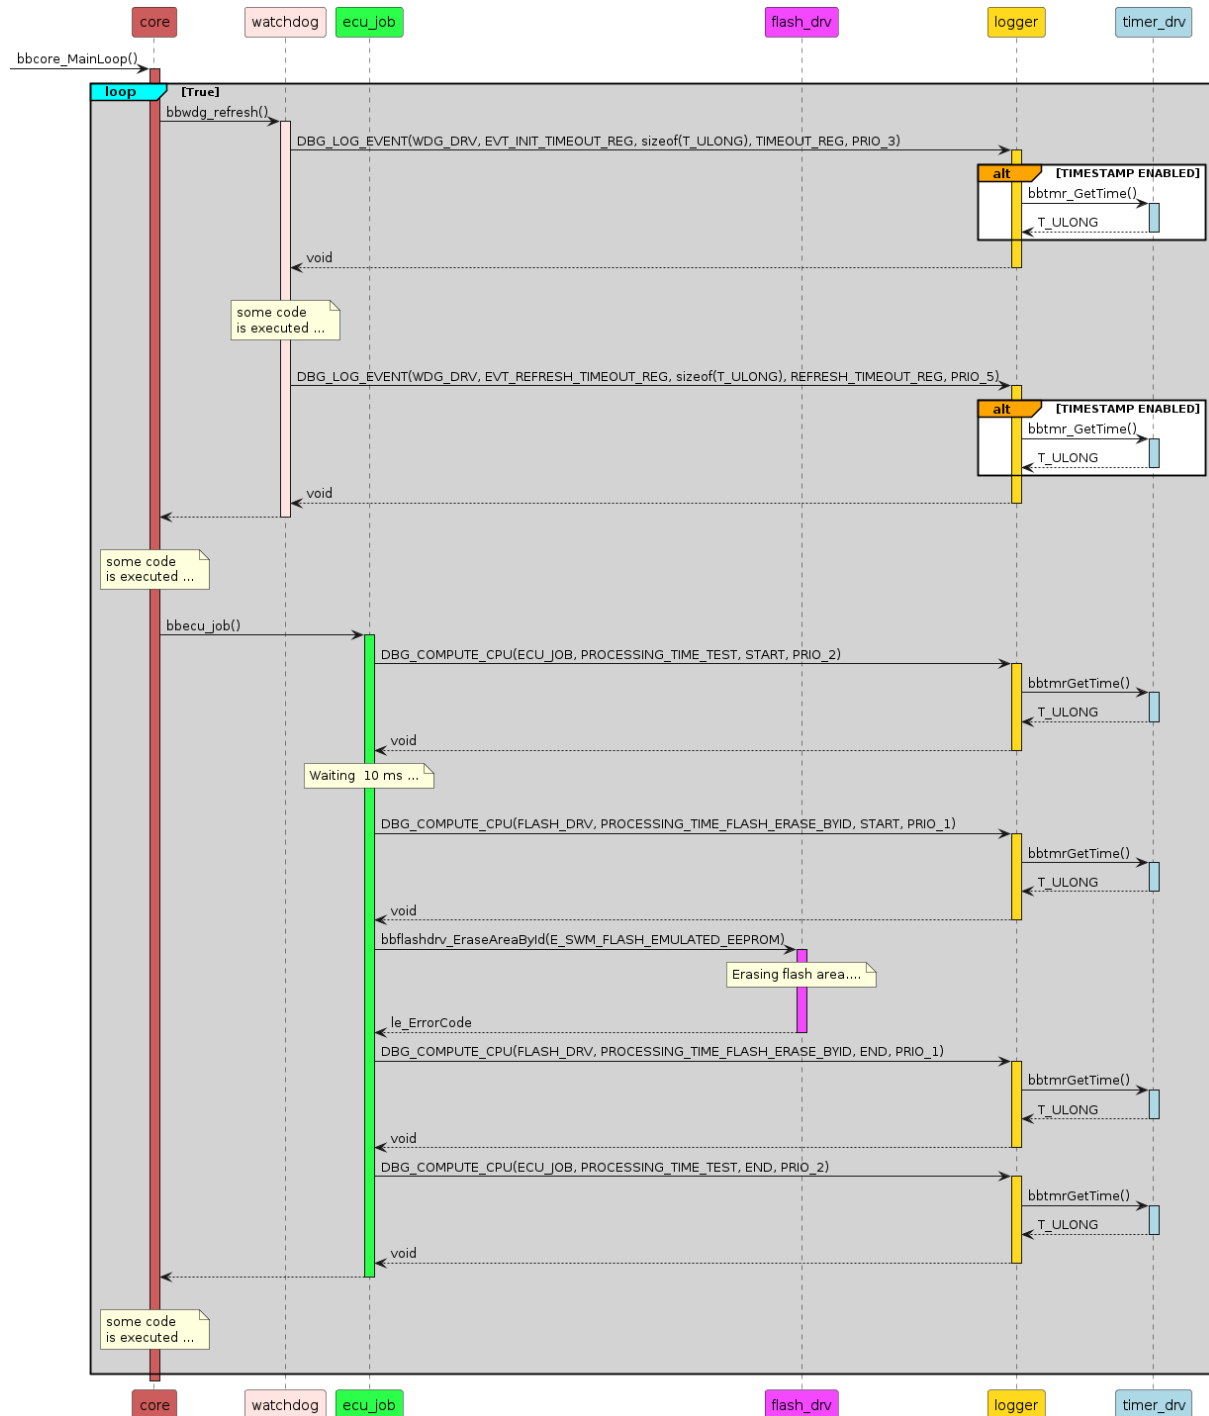 core
watchdog
ecu_job
flash_drv
logger
timer_drv
bbcore_MainLoop()
loop
[True]
bbwdg_refresh()
DBG_LOG_EVENT(WDG_DRV, EVT_INIT_TIMEOUT_REG, sizeof(T_ULONG), TIMEOUT_REG, PRIO_3)
alt
[TIMESTAMP ENABLED]
bbtmr_GetTime()
T_ULONG
void
some code
is executed ...
DBG_LOG_EVENT(WDG_DRV, EVT_REFRESH_TIMEOUT_REG, sizeof(T_ULONG), REFRESH_TIMEOUT_REG, PRIO_5)
alt
[TIMESTAMP ENABLED]
bbtmr_GetTime()
T_ULONG
void
some code
is executed ...
bbecu_job()
DBG_COMPUTE_CPU(ECU_JOB, PROCESSING_TIME_TEST, START, PRIO_2)
bbtmrGetTime()
T_ULONG
void
Waiting  10 ms ...
DBG_COMPUTE_CPU(FLASH_DRV, PROCESSING_TIME_FLASH_ERASE_BYID, START, PRIO_1)
bbtmrGetTime()
T_ULONG
void
bbflashdrv_EraseAreaById(E_SWM_FLASH_EMULATED_EEPROM)
Erasing flash area....
le_ErrorCode
DBG_COMPUTE_CPU(FLASH_DRV, PROCESSING_TIME_FLASH_ERASE_BYID, END, PRIO_1)
bbtmrGetTime()
T_ULONG
void
DBG_COMPUTE_CPU(ECU_JOB, PROCESSING_TIME_TEST, END, PRIO_2)
bbtmrGetTime()
T_ULONG
void
some code
is executed ...
core
watchdog
ecu_job
flash_drv
logger
timer_drv